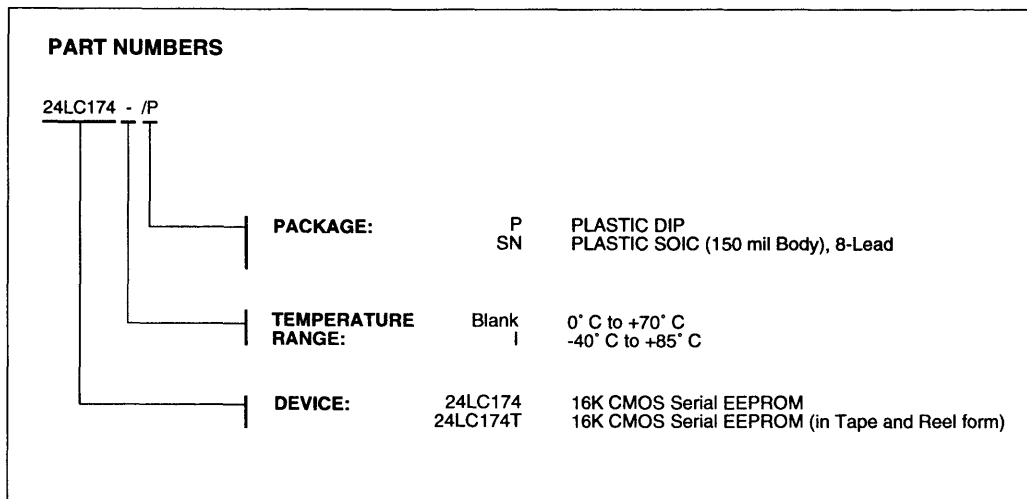 PART NUMBERS
24LC174 - /P
PACKAGE: P PLASTIC DIP
SN PLASTIC SOIC (150 mil Body), 8-Lead
TEMPERATURE Blank 0° C to +70° C
RANGE: I -40° C to +85° C
DEVICE: 24LC174 16K CMOS Serial EEPROM
24LC174T 16K CMOS Serial EEPROM (in Tape and Reel form)